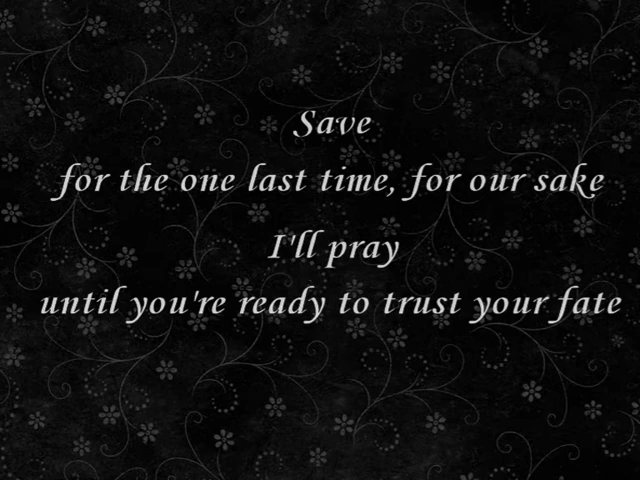 Save
for the one last time, for our sake
I'll pray
until you're ready to trust your fate